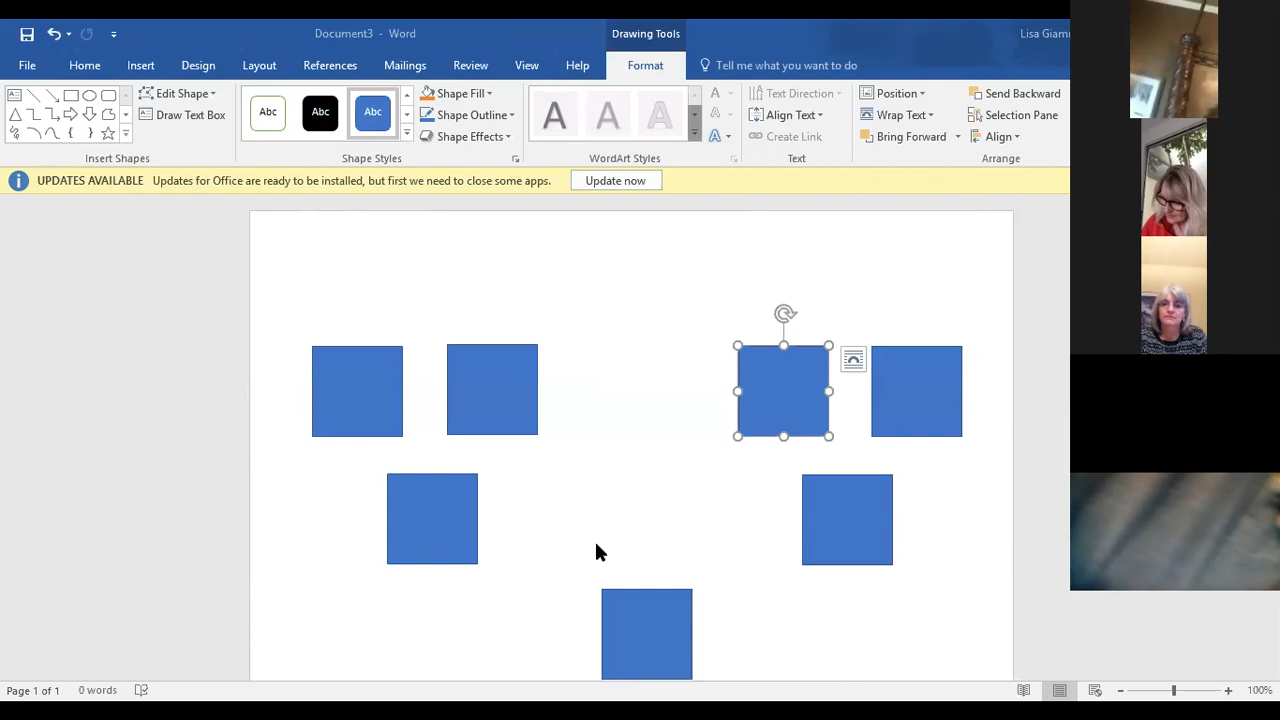 Document3 - Word
Drawing Tools
Lisa Giam
File Home Insert Design Layout References Mailings Review View Help Format Tell me what you want to do
Edit Shape
Draw Text Box
Insert Shapes
Abc Abc Abc
Shape Fill
Shape Outline
Shape Effects
Shape Styles
A A A
WordArt Styles
Text Direction
Align Text
Create Link
Text
Position
Wrap Text
Bring Forward
Send Backward
Selection Pane
Align
Arrange
UPDATES AVAILABLE Updates for Office are ready to be installed, but first we need to close some apps. Update now
Page 1 of 1 0 words 100%